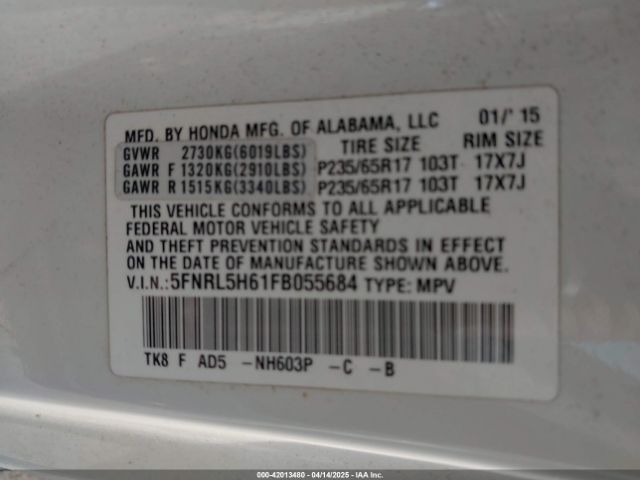 MFD. BY HONDA MFG. OF ALABAMA, LLC 01/'15
GVWR 2730KG(6019LBS) TIRE SIZE RIM SIZE
GAWR F 1320KG(2910LBS) P235/65R17 103T 17X7J
GAWR R 1515KG(3340LBS) P235/65R17 103T 17X7J
THIS VEHICLE CONFORMS TO ALL APPLICABLE
FEDERAL MOTOR VEHICLE SAFETY
AND THEFT PREVENTION STANDARDS IN EFFECT
ON THE DATE OF MANUFACTURE SHOWN ABOVE.
V.I.N.:5FNRL5H61FB055684 TYPE: MPV
TK8 F AD5 -NH603P -C -B
000-42013480 - 04/14/2025 - IAA Inc.